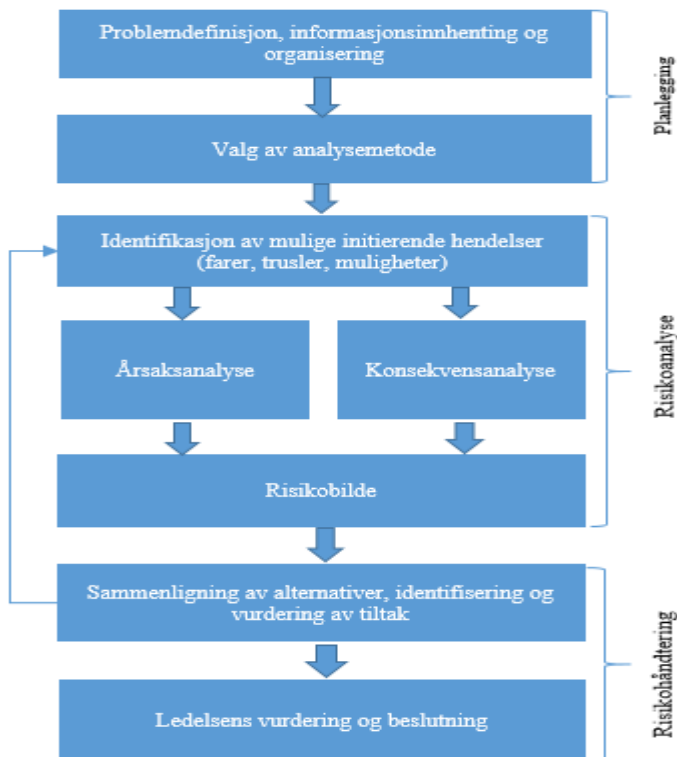 Problemdefinisjon, informasjonsinnhenting og
organisering
Valg av analysemetode
Planlegging
Identifikasjon av mulige initierende hendelser
(farer, trusler, muligheter)
Årsaksanalyse
Konsekvensanalyse
Risikobilde
Risikoanalyse
Sammenligning av alternativer, identifisering og
vurdering av tiltak
Ledelsens vurdering og beslutning
Risikohåndtering